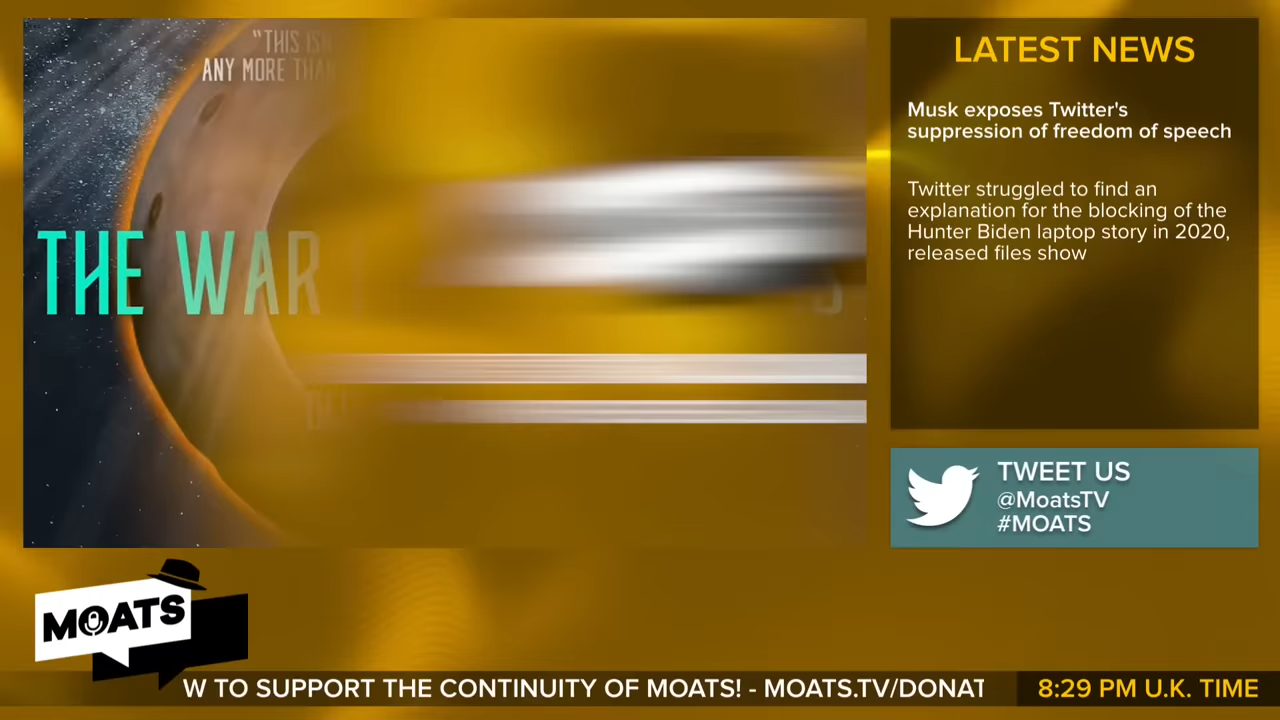 "THIS IS
ANY MORE THAN
THE WAR
LATEST NEWS
Musk exposes Twitter's
suppression of freedom of speech
Twitter struggled to find an
explanation for the blocking of the
Hunter Biden laptop story in 2020,
released files show
TWEET US
@MoatsTV
#MOATS
MOATS
W TO SUPPORT THE CONTINUITY OF MOATS! - MOATS.TV/DONAT
8:29 PM U.K. TIME